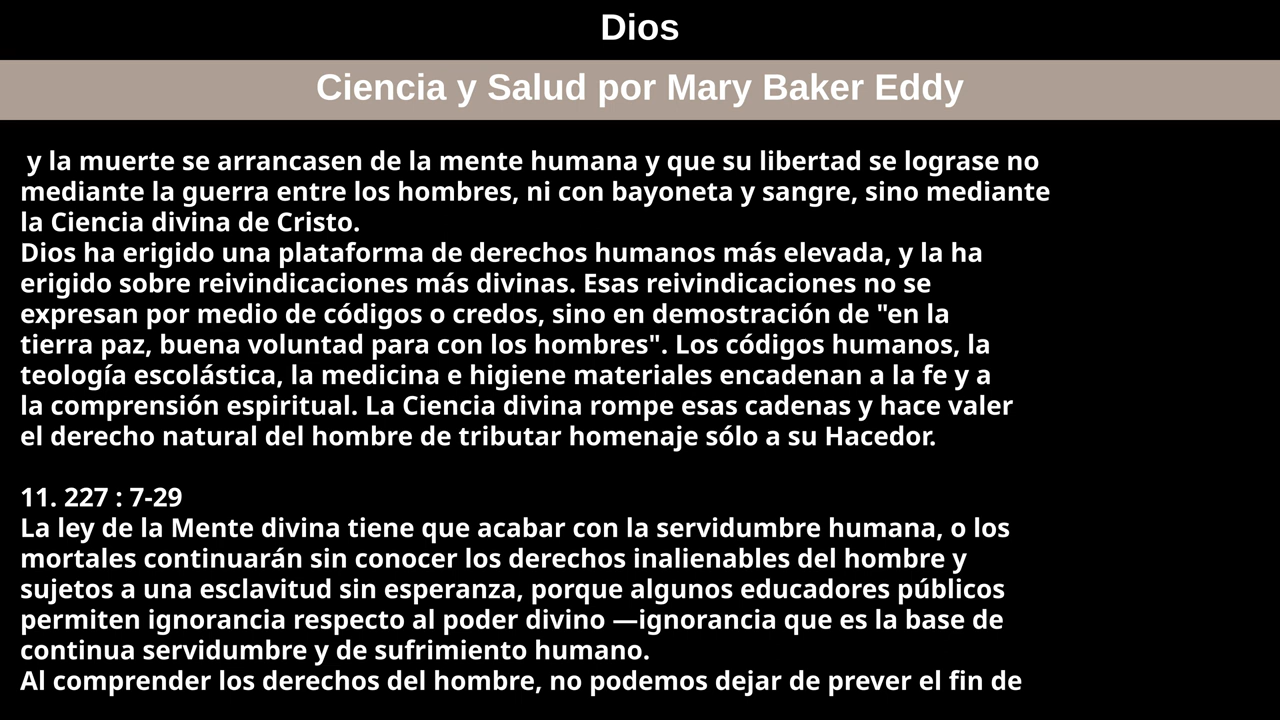 Dios
Ciencia y Salud por Mary Baker Eddy
y la muerte se arrancasen de la mente humana y que su libertad se lograse no
mediante la guerra entre los hombres, ni con bayoneta y sangre, sino mediante
la Ciencia divina de Cristo.
Dios ha erigido una plataforma de derechos humanos más elevada, y la ha
erigido sobre reivindicaciones más divinas. Esas reivindicaciones no se
expresan por medio de códigos o credos, sino en demostración de "en la
tierra paz, buena voluntad para con los hombres". Los códigos humanos, la
teología escolástica, la medicina e higiene materiales encadenan a la fe y a
la comprensión espiritual. La Ciencia divina rompe esas cadenas y hace valer
el derecho natural del hombre de tributar homenaje sólo a su Hacedor.
11. 227 : 7-29
La ley de la Mente divina tiene que acabar con la servidumbre humana, o los
mortales continuarán sin conocer los derechos inalienables del hombre y
sujetos a una esclavitud sin esperanza, porque algunos educadores públicos
permiten ignorancia respecto al poder divino —ignorancia que es la base de
continua servidumbre y de sufrimiento humano.
Al comprender los derechos del hombre, no podemos dejar de prever el fin de